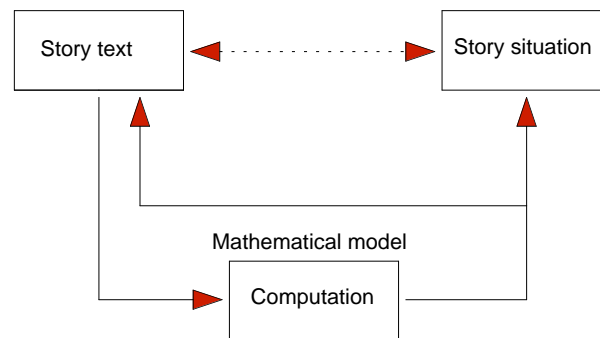 Story text
Story situation
Mathematical model
Computation